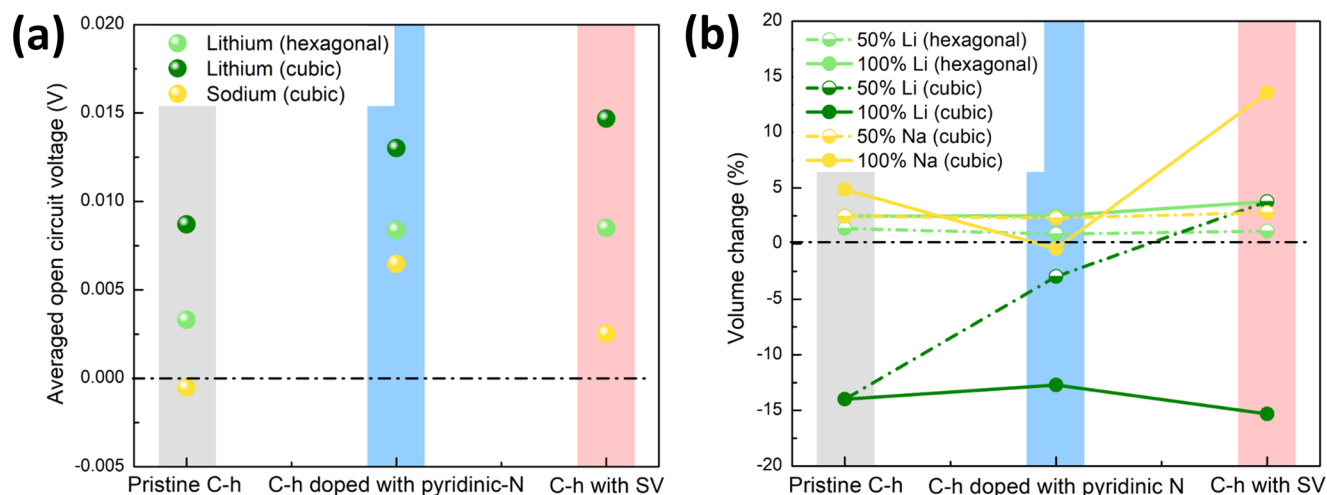 (a)
Averaged open circuit voltage (V)
0.020
0.015
0.010
0.005
0.000
-0.005
Lithium (hexagonal)
Lithium (cubic)
Sodium (cubic)
Pristine C-h
C-h doped with pyridinic-N
C-h with SV
(b)
Volume change (%)
20
15
10
5
0
-5
-10
-15
-20
50% Li (hexagonal)
100% Li (hexagonal)
50% Li (cubic)
100% Li (cubic)
50% Na (cubic)
100% Na (cubic)
Pristine C-h
C-h doped with pyridinic N
C-h with SV